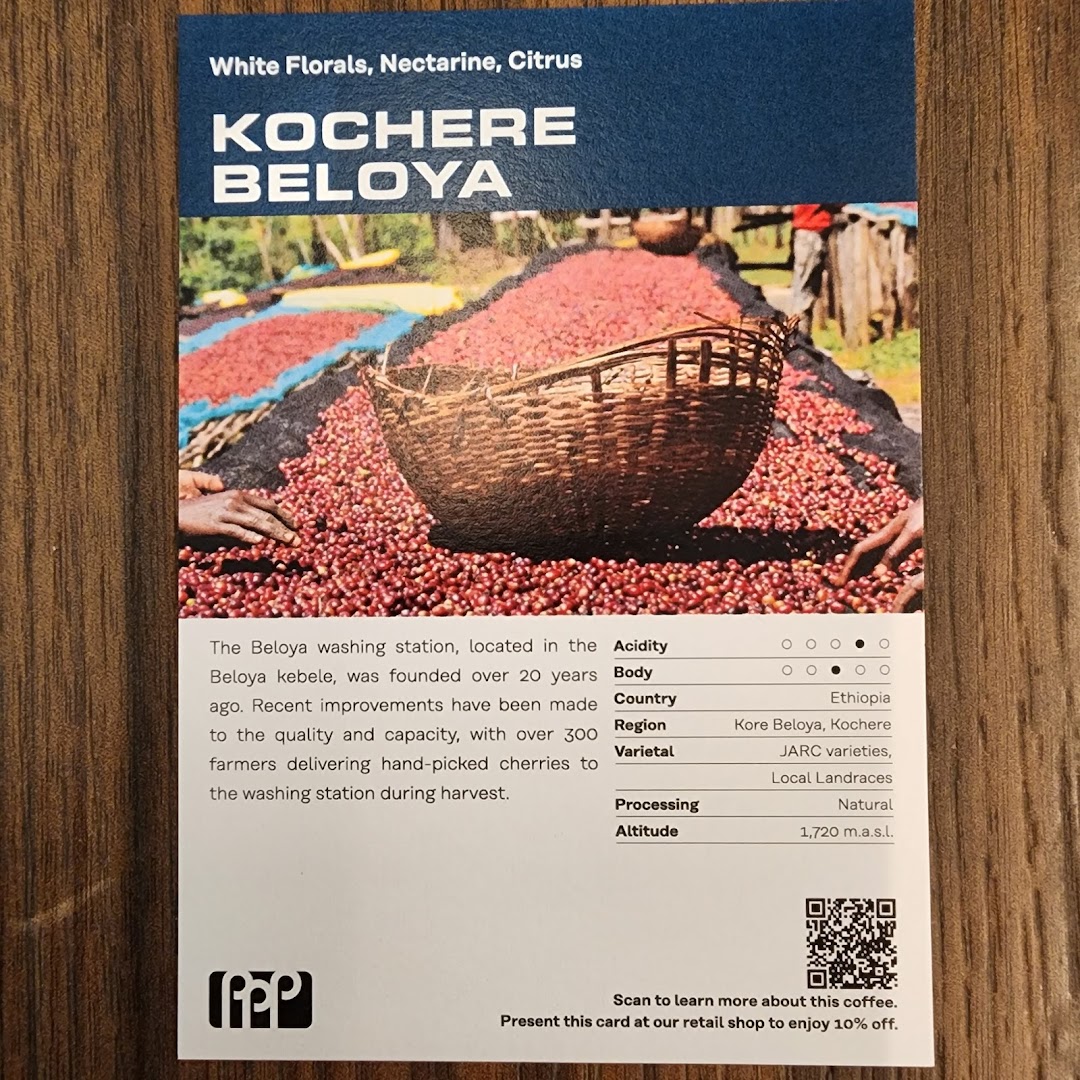 White Florals, Nectarine, Citrus
KOCHERE
BELOYA
The Beloya washing station, located in the
Beloya kebele, was founded over 20 years
ago. Recent improvements have been made
to the quality and capacity, with over 300
farmers delivering hand-picked cherries to
the washing station during harvest.
Acidity
Body
Country Ethiopia
Region Kore Beloya, Kochere
Varietal JARC varieties,
Local Landraces
Processing Natural
Altitude 1,720 m.a.s.l.
PPP
Scan to learn more about this coffee.
Present this card at our retail shop to enjoy 10% off.